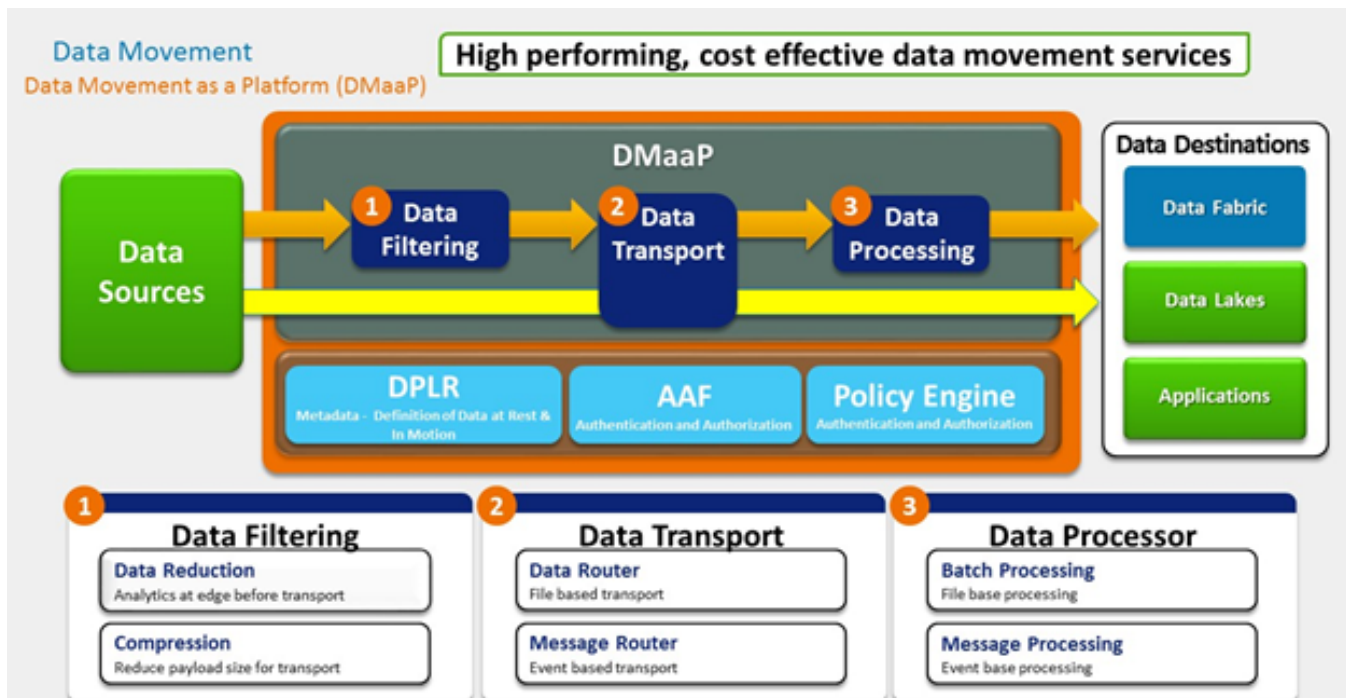 Data Movement
Data Movement as a Platform (DMaaP)
High performing, cost effective data movement services
DMaaP
Data
Sources
1
Data
Filtering
2
Data
Transport
3
Data
Processing
Data Destinations
Data Fabric
Data Lakes
Applications
DPLR
Metadata - Definition of Data at Rest &
In Motion
AAF
Authentication and Authorization
Policy Engine
Authentication and Authorization
1
Data Filtering
Data Reduction
Analytics at edge before transport
Compression
Reduce payload size for transport
2
Data Transport
Data Router
File based transport
Message Router
Event based transport
3
Data Processor
Batch Processing
File base processing
Message Processing
Event base processing